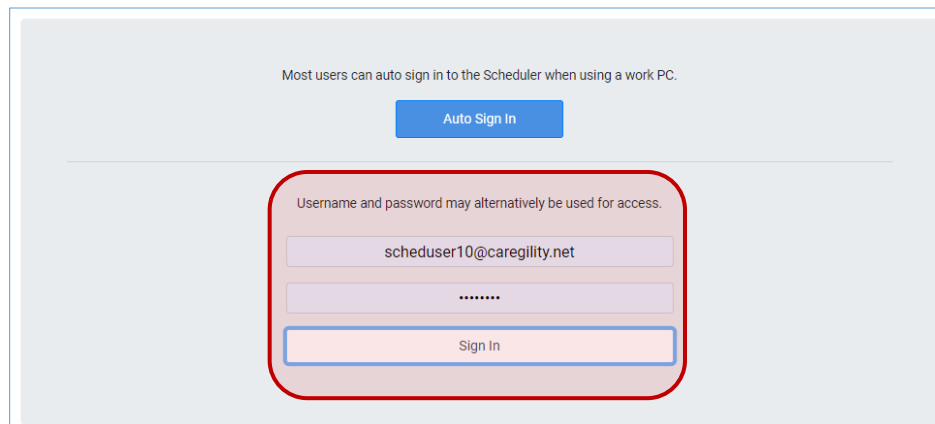 Most users can auto sign in to the Scheduler when using a work PC.
Auto Sign In
Username and password may alternatively be used for access.
scheduser10@caregility.net
••••••••
Sign In